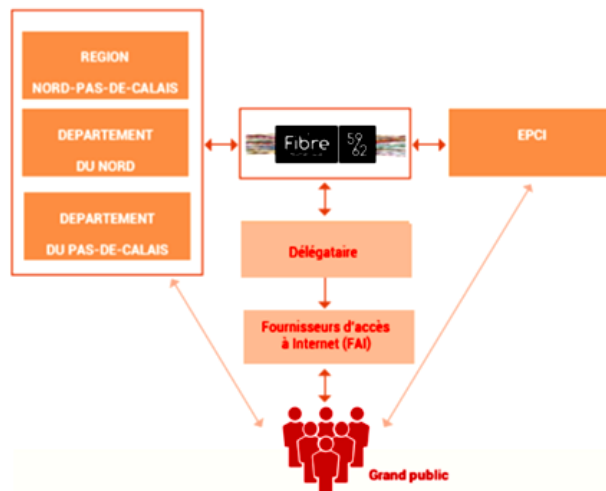 REGION
NORD-PAS-DE-CALAIS
DEPARTEMENT
DU NORD
DEPARTEMENT
DU PAS-DE-CALAIS
Fibre
59/62
EPCI
Délégataire
Fournisseurs d'accès
à Internet (FAI)
Grand public